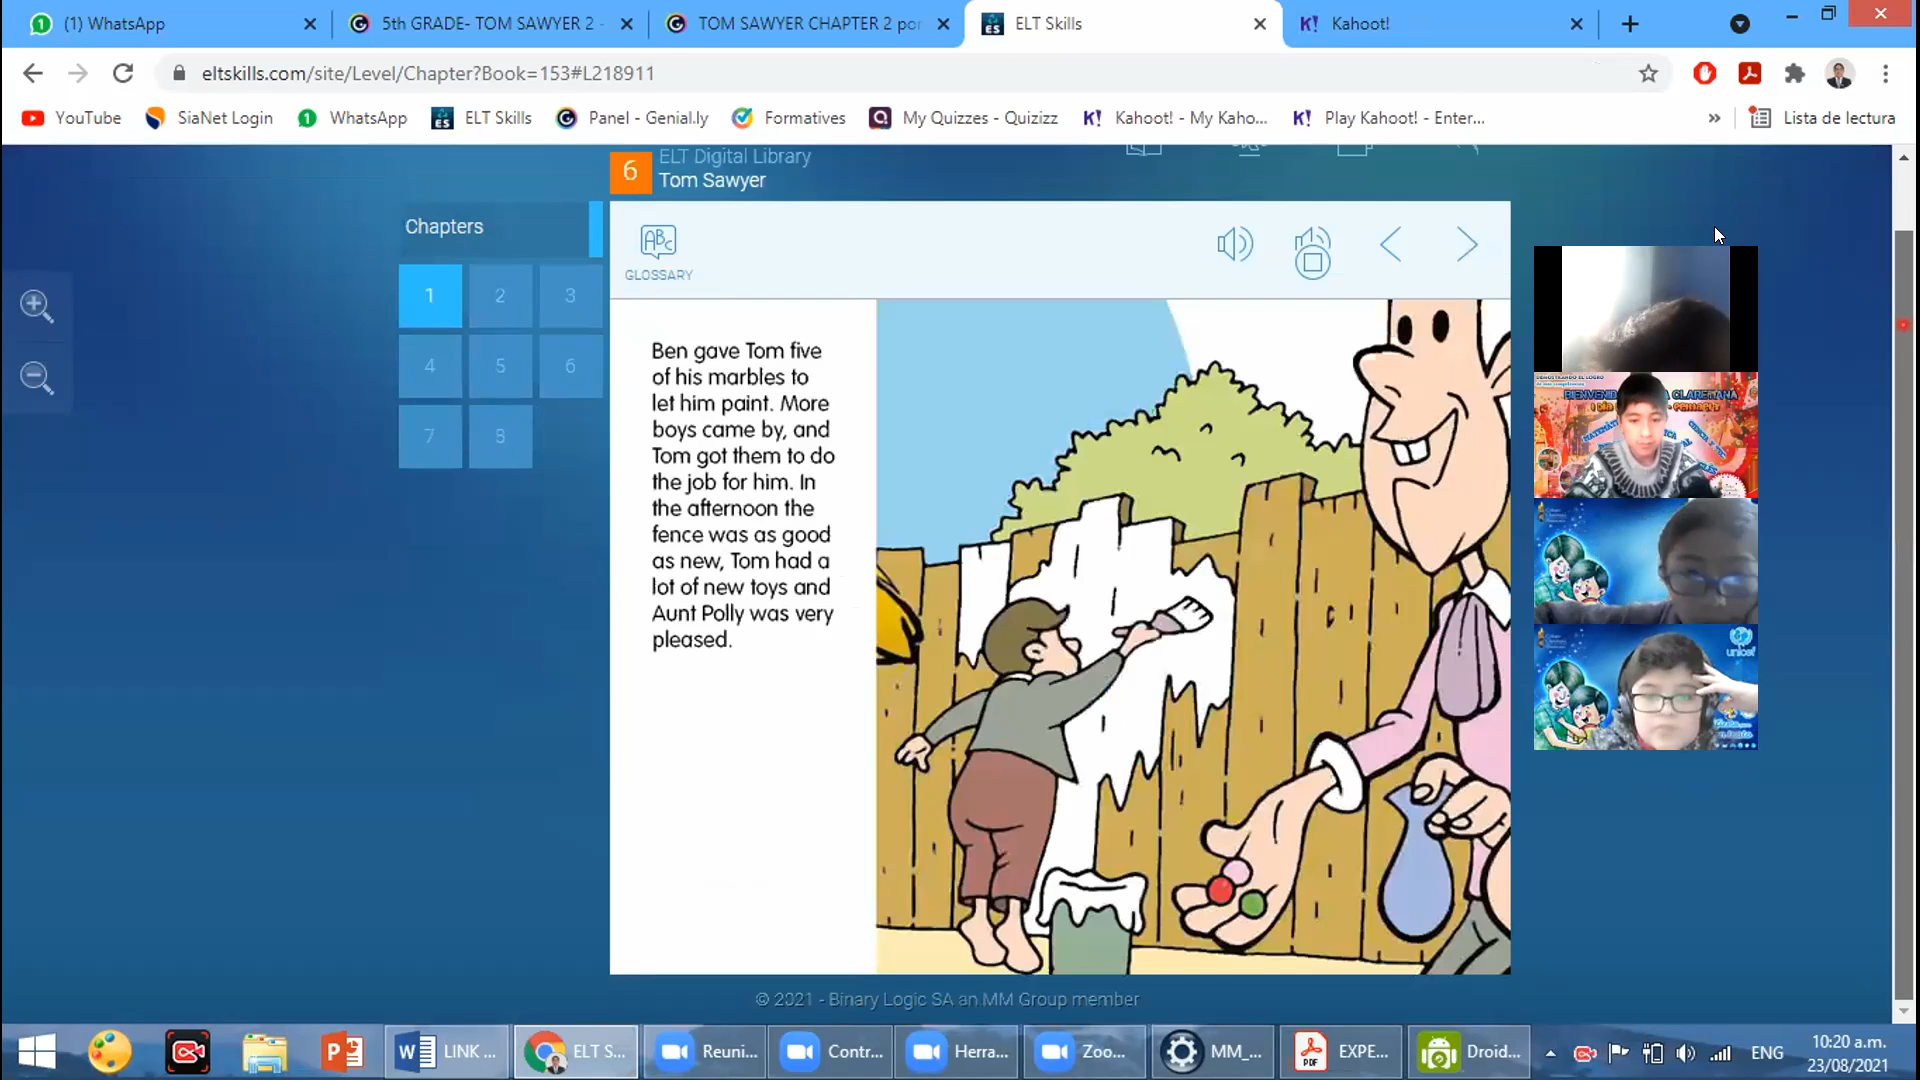 (1) WhatsApp
5th GRADE- TOM SAWYER 2 -
TOM SAWYER CHAPTER 2 por
ELT Skills
Kahoot!
eltskills.com/site/Level/Chapter?Book=153#L218911
YouTube
SiaNet Login
WhatsApp
ELT Skills
Panel - Genial.ly
Formatives
My Quizzes - Quizizz
Kahoot! - My Kaho...
Play Kahoot! - Enter...
»
Lista de lectura
6
ELT Digital Library
Tom Sawyer
Chapters
1 2 3
4 5 6
7 8
ABC
GLOSSARY
Ben gave Tom five
of his marbles to
let him paint. More
boys came by, and
Tom got them to do
the job for him. In
the afternoon the
fence was as good
as new, Tom had a
lot of new toys and
Aunt Polly was very
pleased.
unicef
© 2021 - Binary Logic SA an MM Group member
LINK ...
ELT S...
Reuni...
Contr...
Herra...
Zoo...
MM_...
EXPE...
Droid...
ENG
10:20 a.m.
23/08/2021